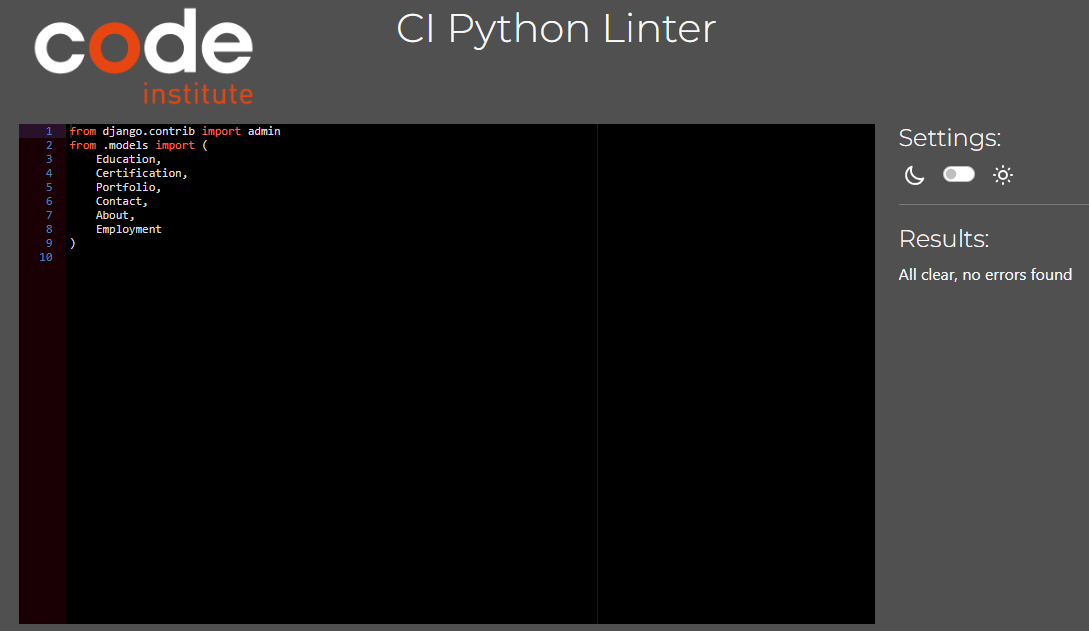 code
institute
CI Python Linter
1 from django.contrib import admin
2 from .models import (
3     Education,
4     Certification,
5     Portfolio,
6     Contact,
7     About,
8     Employment
9 )
10
Settings:
Results:
All clear, no errors found